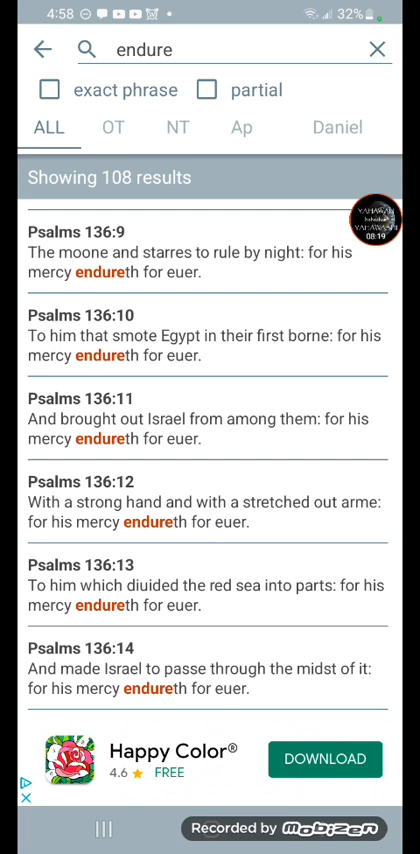 4:58 32%
endure
exact phrase partial
ALL OT NT Ap Daniel
Showing 108 results
YAHAWAH
YAHAWASHI
08:19
Psalms 136:9
The moone and starres to rule by night: for his
mercy endureth for euer.
Psalms 136:10
To him that smote Egypt in their first borne: for his
mercy endureth for euer.
Psalms 136:11
And brought out Israel from among them: for his
mercy endureth for euer.
Psalms 136:12
With a strong hand and with a stretched out arme:
for his mercy endureth for euer.
Psalms 136:13
To him which diuided the red sea into parts: for his
mercy endureth for euer.
Psalms 136:14
And made Israel to passe through the midst of it:
for his mercy endureth for euer.
Happy Color®
4.6 FREE
DOWNLOAD
Recorded by mobizen